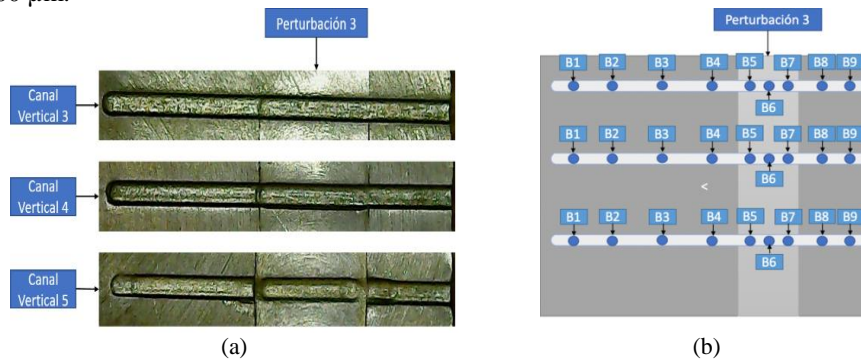 Perturbación 3
Canal Vertical 3
Canal Vertical 4
Canal Vertical 5
(a)
Perturbación 3
B1 B2 B3 B4 B5 B7 B8 B9
B6
B1 B2 B3 B4 B5 B7 B8 B9
B6
<
B1 B2 B3 B4 B5 B7 B8 B9
B6
(b)